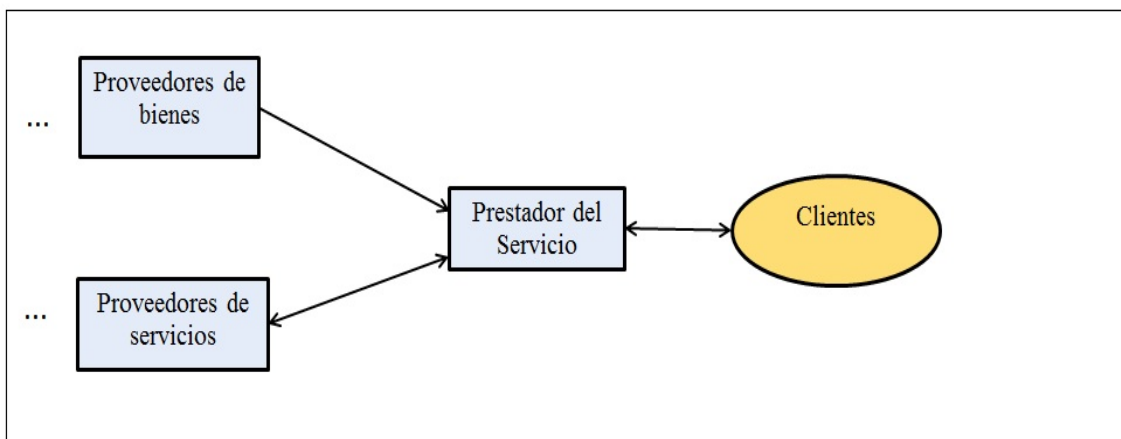 Proveedores de
bienes
...
Prestador del
Servicio
Clientes
Proveedores de
servicios
...